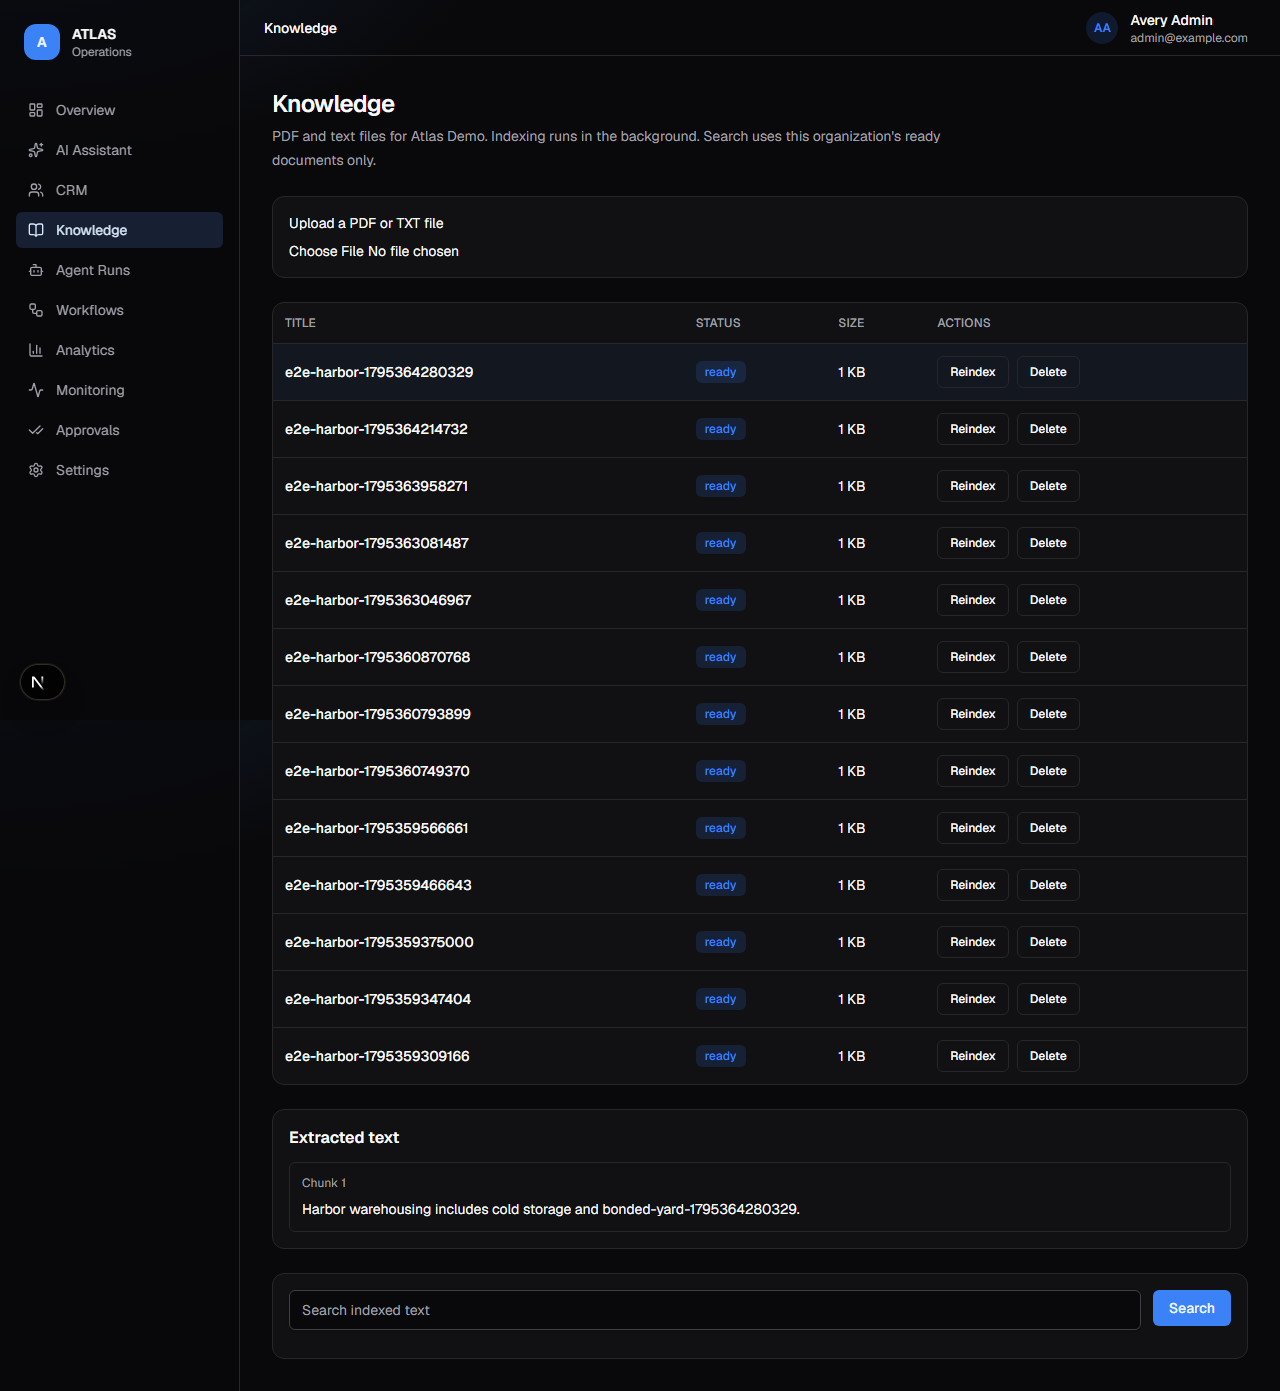 A
ATLAS
Operations
Overview
AI Assistant
CRM
Knowledge
Agent Runs
Workflows
Analytics
Monitoring
Approvals
Settings
N
Knowledge
AA
Avery Admin
admin@example.com
Knowledge
PDF and text files for Atlas Demo. Indexing runs in the background. Search uses this organization's ready
documents only.
Upload a PDF or TXT file
Choose File No file chosen
TITLE STATUS SIZE ACTIONS
e2e-harbor-1795364280329 ready 1 KB Reindex Delete
e2e-harbor-1795364214732 ready 1 KB Reindex Delete
e2e-harbor-1795363958271 ready 1 KB Reindex Delete
e2e-harbor-1795363081487 ready 1 KB Reindex Delete
e2e-harbor-1795363046967 ready 1 KB Reindex Delete
e2e-harbor-1795360870768 ready 1 KB Reindex Delete
e2e-harbor-1795360793899 ready 1 KB Reindex Delete
e2e-harbor-1795360749370 ready 1 KB Reindex Delete
e2e-harbor-1795359566661 ready 1 KB Reindex Delete
e2e-harbor-1795359466643 ready 1 KB Reindex Delete
e2e-harbor-1795359375000 ready 1 KB Reindex Delete
e2e-harbor-1795359347404 ready 1 KB Reindex Delete
e2e-harbor-1795359309166 ready 1 KB Reindex Delete
Extracted text
Chunk 1
Harbor warehousing includes cold storage and bonded-yard-1795364280329.
Search indexed text
Search